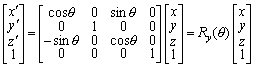 [x'] [cosθ 0 sinθ 0] [x] [x]
[y'] = [0 1 0 0] [y] = R_y(θ) [y]
[z'] [−sinθ 0 cosθ 0] [z] [z]
[1] [0 0 0 1] [1] [1]